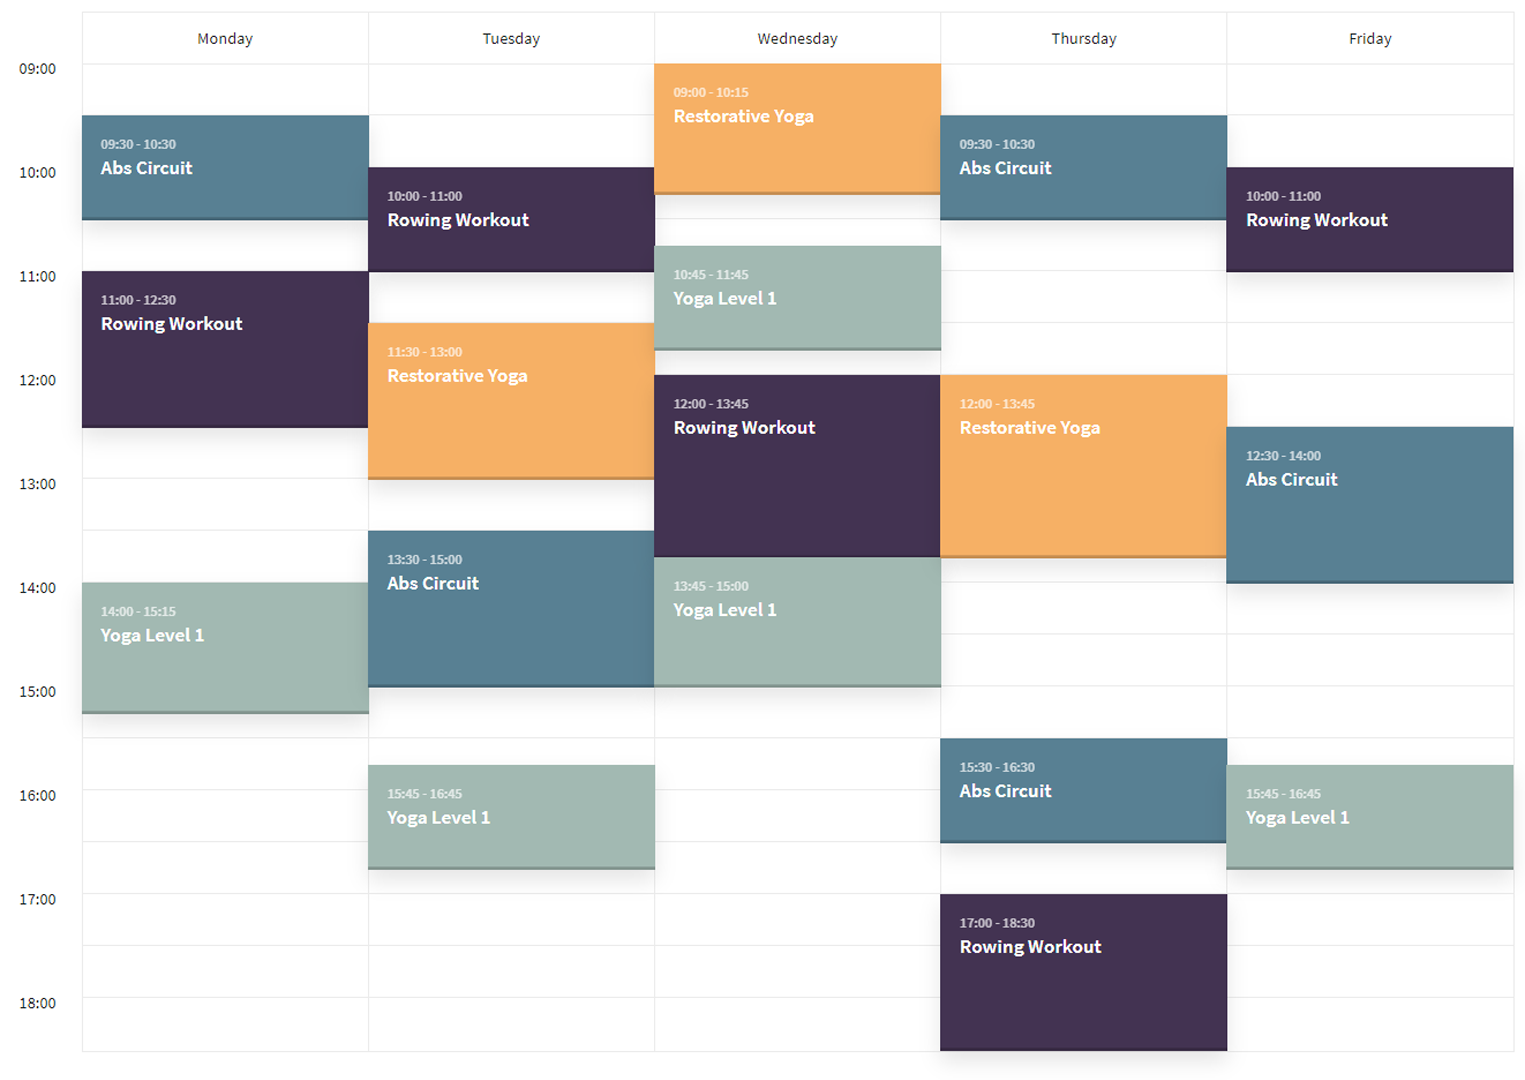 Monday
Tuesday
Wednesday
Thursday
Friday
09:00
10:00
11:00
12:00
13:00
14:00
15:00
16:00
17:00
18:00
09:30 - 10:30
Abs Circuit
11:00 - 12:30
Rowing Workout
14:00 - 15:15
Yoga Level 1
10:00 - 11:00
Rowing Workout
11:30 - 13:00
Restorative Yoga
13:30 - 15:00
Abs Circuit
15:45 - 16:45
Yoga Level 1
09:00 - 10:15
Restorative Yoga
10:45 - 11:45
Yoga Level 1
12:00 - 13:45
Rowing Workout
13:45 - 15:00
Yoga Level 1
09:30 - 10:30
Abs Circuit
12:00 - 13:45
Restorative Yoga
15:30 - 16:30
Abs Circuit
17:00 - 18:30
Rowing Workout
10:00 - 11:00
Rowing Workout
12:30 - 14:00
Abs Circuit
15:45 - 16:45
Yoga Level 1